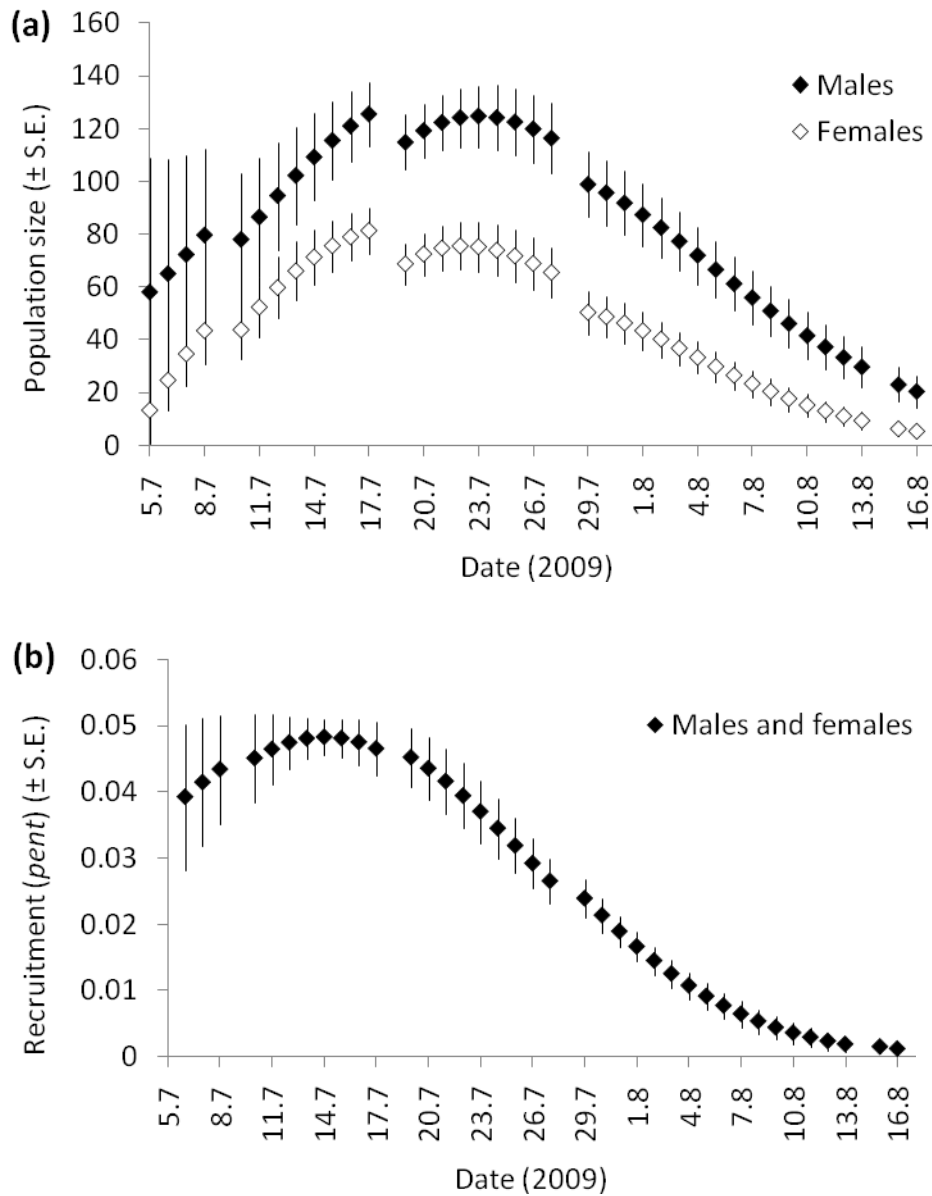 (a)
Population size (± S.E.)
160
140
120
100
80
60
40
20
0
Males
Females
5.7 8.7 11.7 14.7 17.7 20.7 23.7 26.7 29.7 1.8 4.8 7.8 10.8 13.8 16.8
Date (2009)
(b)
Recruitment (pent) (± S.E.)
0.06
0.05
0.04
0.03
0.02
0.01
0
Males and females
5.7 8.7 11.7 14.7 17.7 20.7 23.7 26.7 29.7 1.8 4.8 7.8 10.8 13.8 16.8
Date (2009)